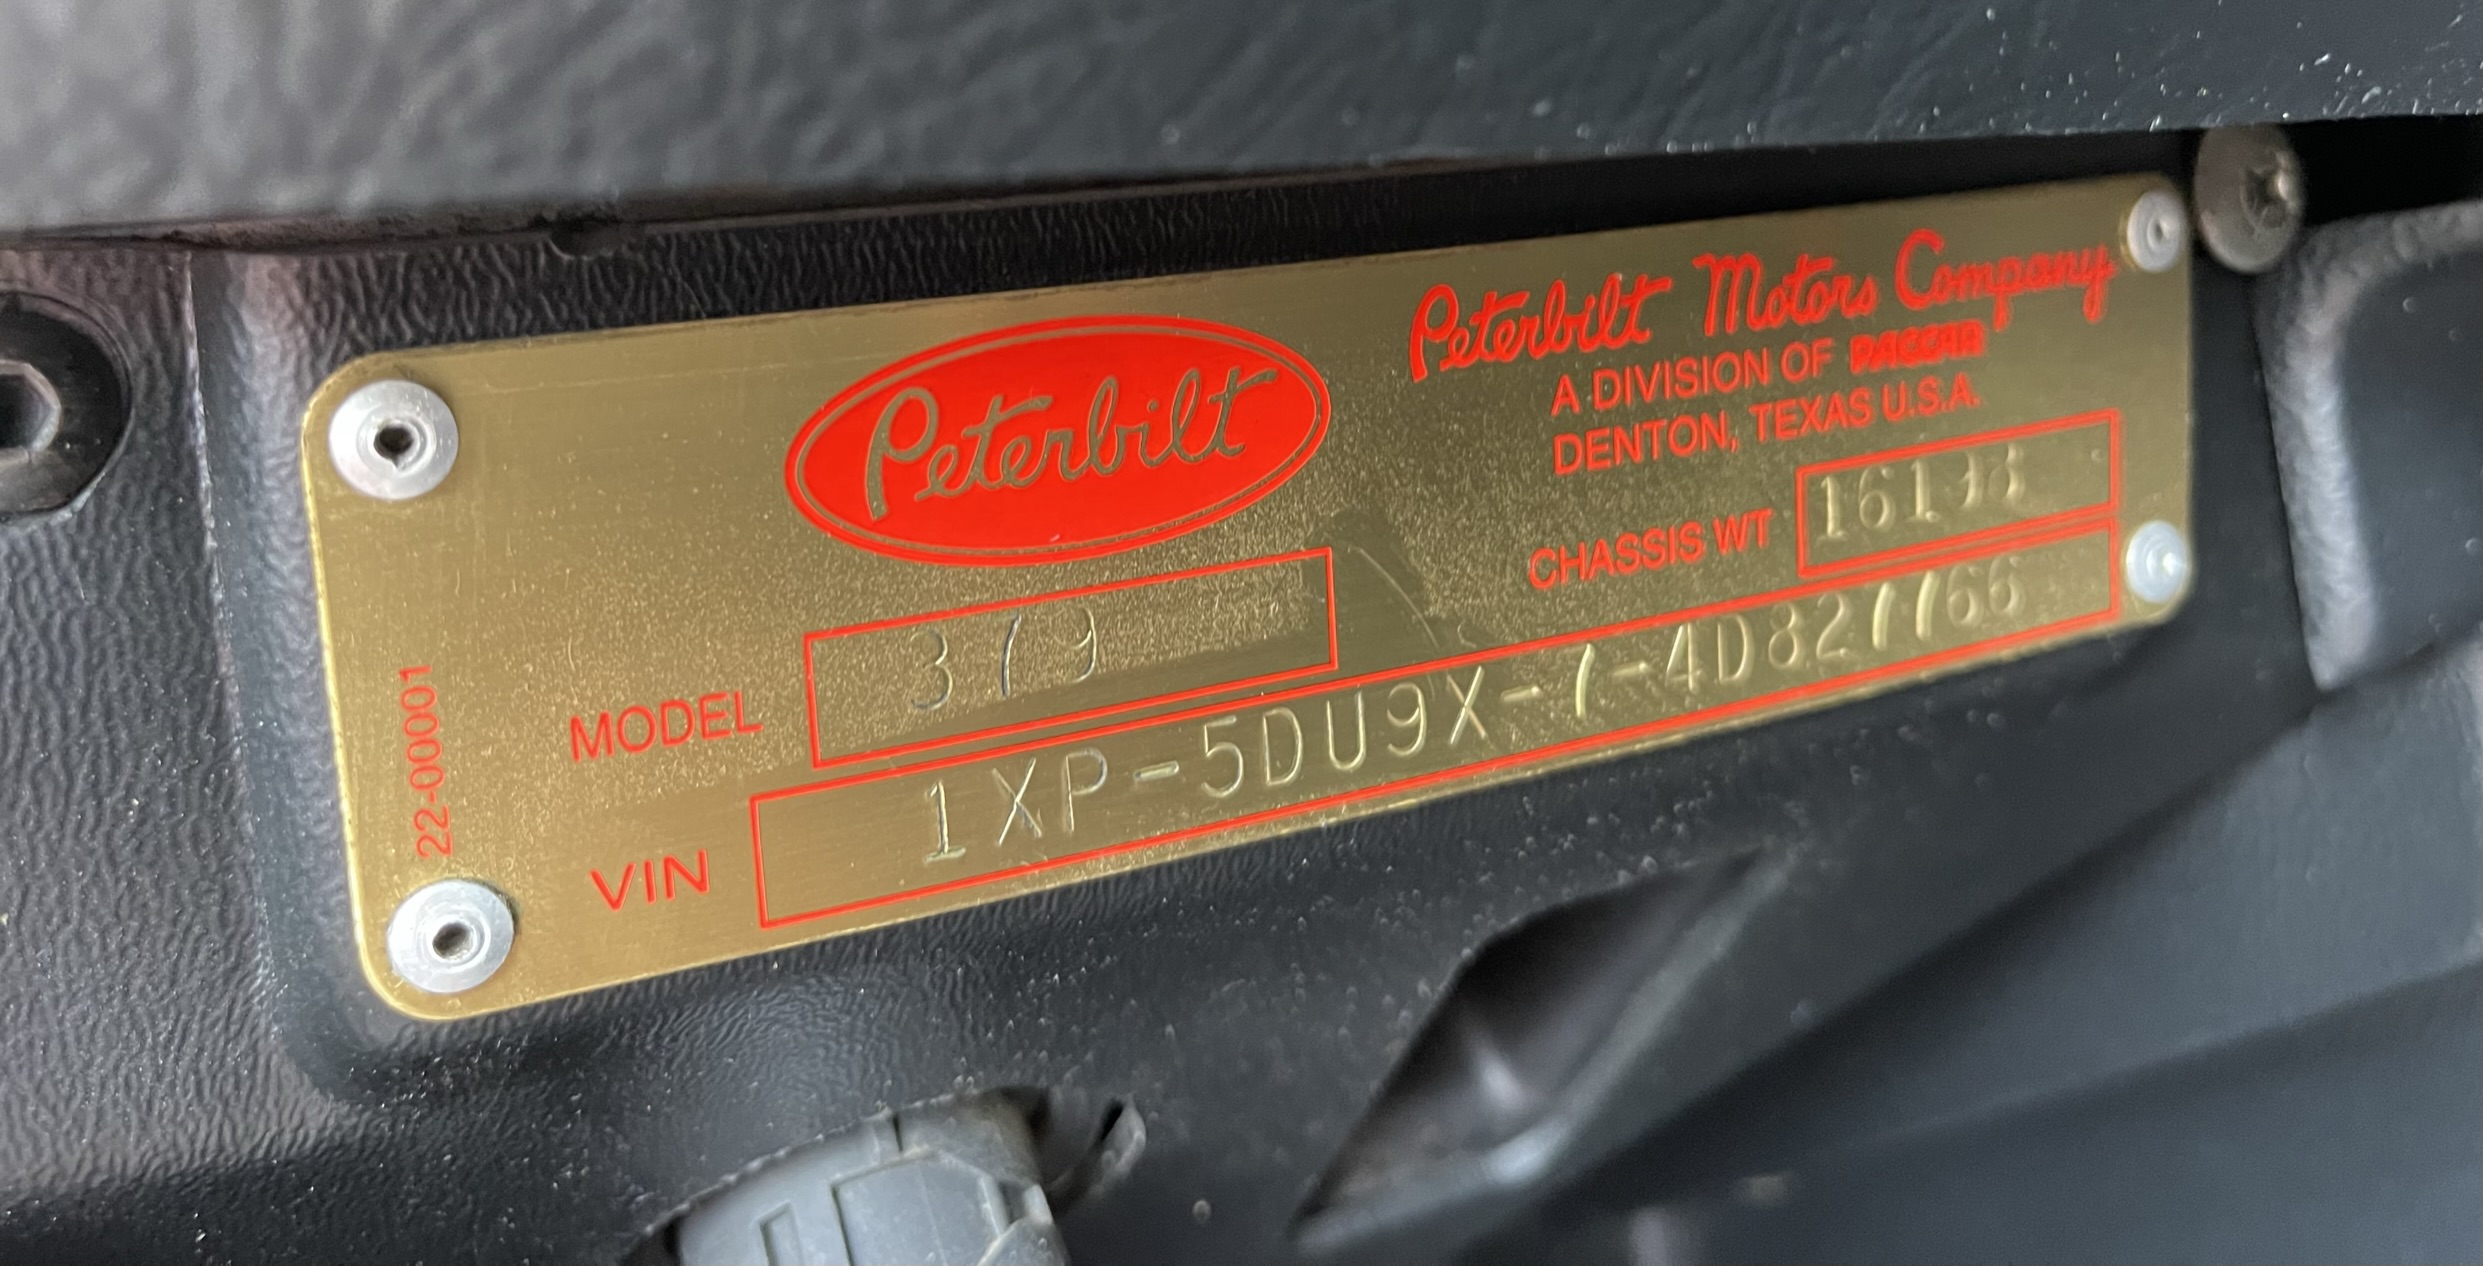 Peterbilt
Peterbilt Motors Company
A DIVISION OF PACCAR
DENTON, TEXAS U.S.A.
CHASSIS WT
MODEL 379
VIN 1XP-5DU9X-7-4D827766
22-00001